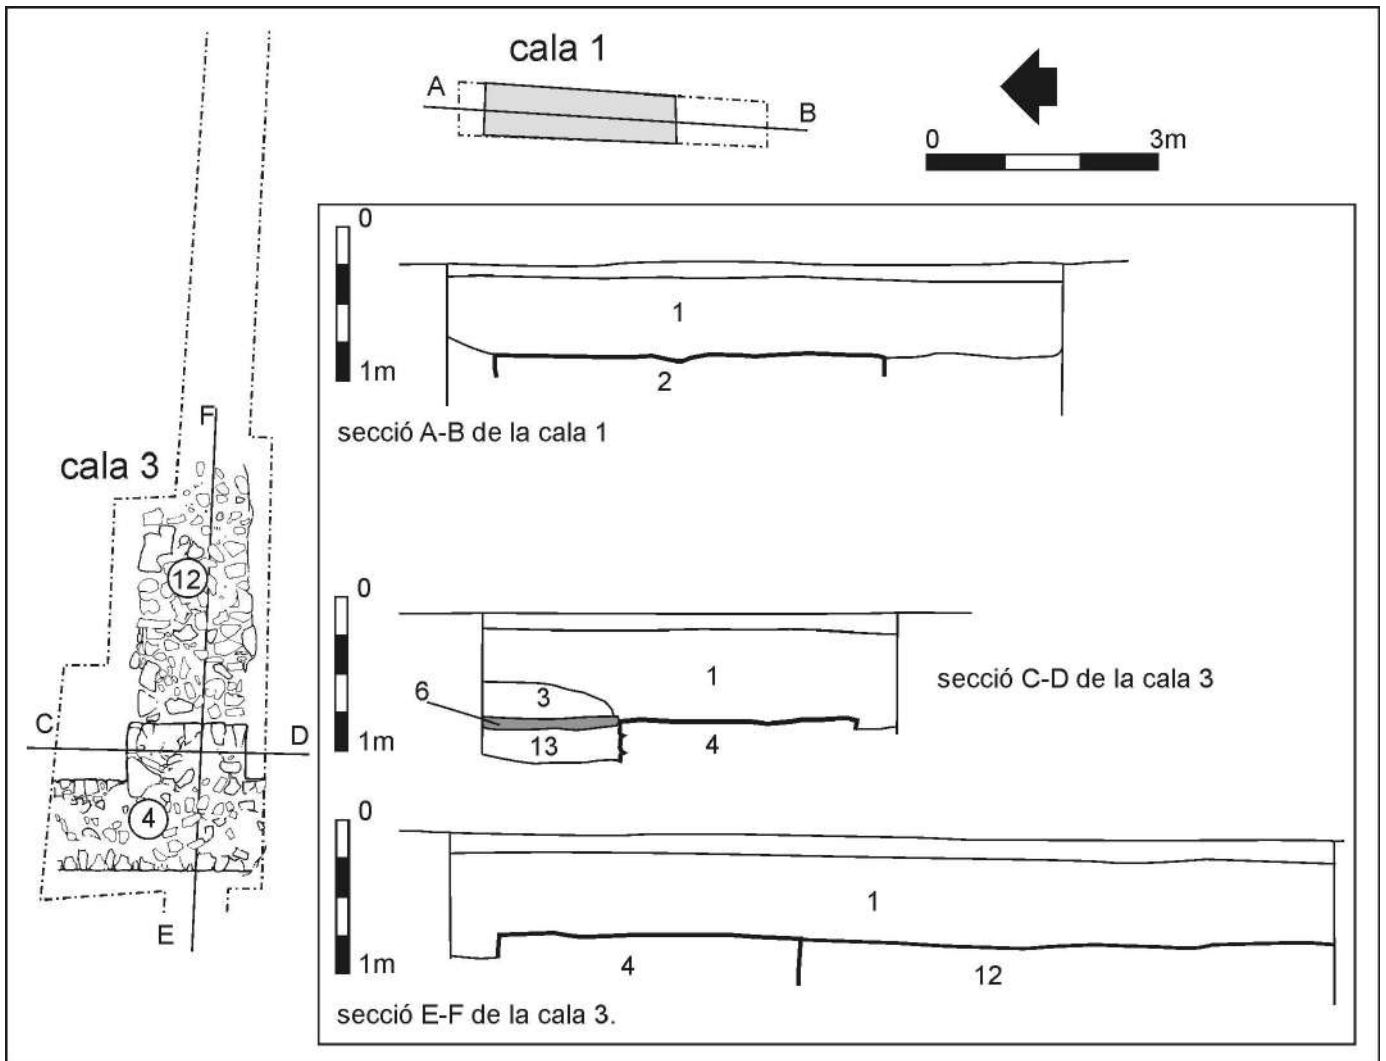 cala 1
A
B
0 3m
cala 3
F
12
C
D
4
E
0
1m
1
2
secció A-B de la cala 1
0
1m
1
3
6
13
4
secció C-D de la cala 3
0
1m
1
4
12
secció E-F de la cala 3.